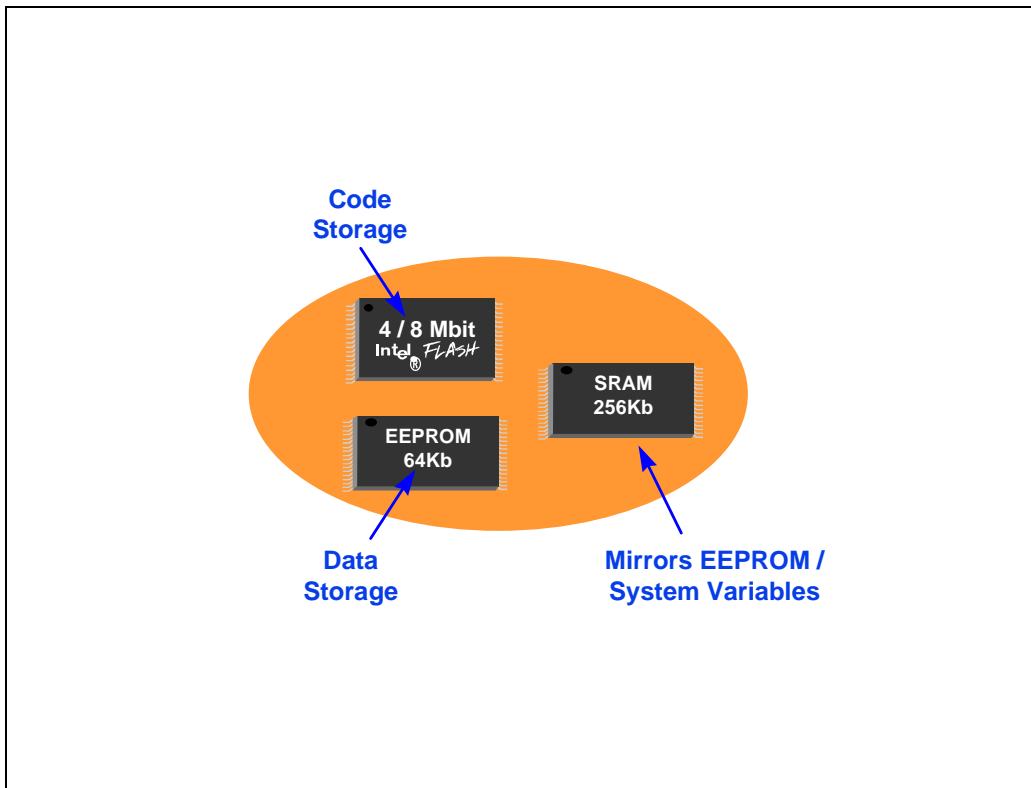 Code
Storage
4 / 8 Mbit
Intel® FLASH
SRAM
256Kb
EEPROM
64Kb
Data
Storage
Mirrors EEPROM /
System Variables